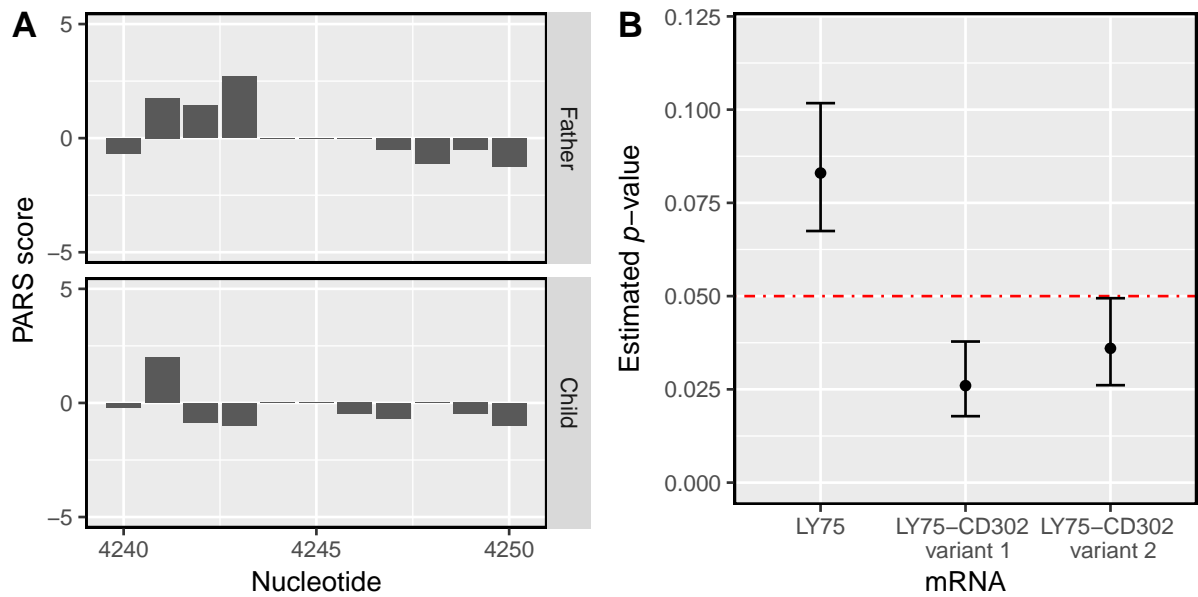 A
PARS score
5
0
−5
Father
5
0
−5
Child
4240
4245
4250
Nucleotide
B
Estimated p−value
0.125
0.100
0.075
0.050
0.025
0.000
LY75
LY75−CD302
variant 1
LY75−CD302
variant 2
mRNA